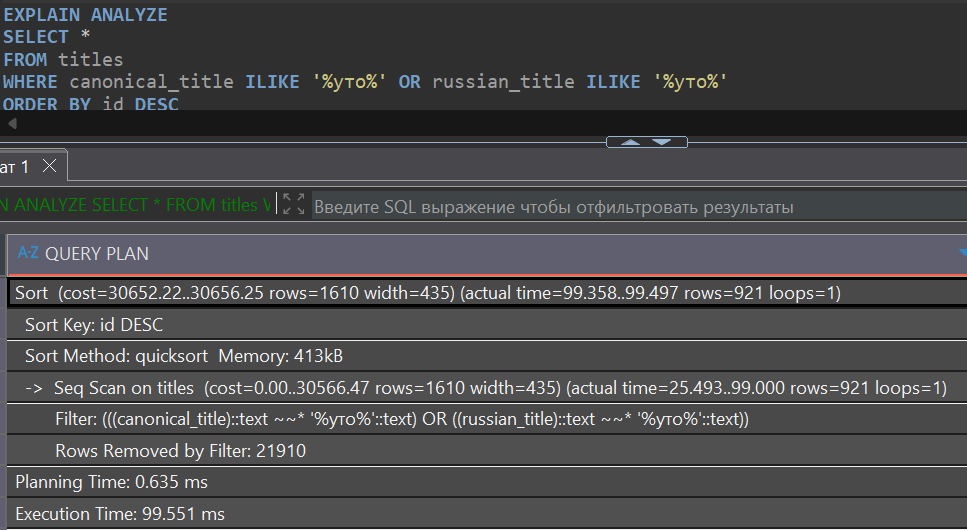 EXPLAIN ANALYZE
SELECT *
FROM titles
WHERE canonical_title ILIKE '%уто%' OR russian_title ILIKE '%уто%'
ORDER BY id DESC
ат 1
N ANALYZE SELECT * FROM titles W
Введите SQL выражение чтобы отфильтровать результаты
A-Z QUERY PLAN
Sort (cost=30652.22..30656.25 rows=1610 width=435) (actual time=99.358..99.497 rows=921 loops=1)
Sort Key: id DESC
Sort Method: quicksort Memory: 413kB
-> Seq Scan on titles (cost=0.00..30566.47 rows=1610 width=435) (actual time=25.493..99.000 rows=921 loops=1)
Filter: (((canonical_title)::text ~~* '%уто%'::text) OR ((russian_title)::text ~~* '%уто%'::text))
Rows Removed by Filter: 21910
Planning Time: 0.635 ms
Execution Time: 99.551 ms